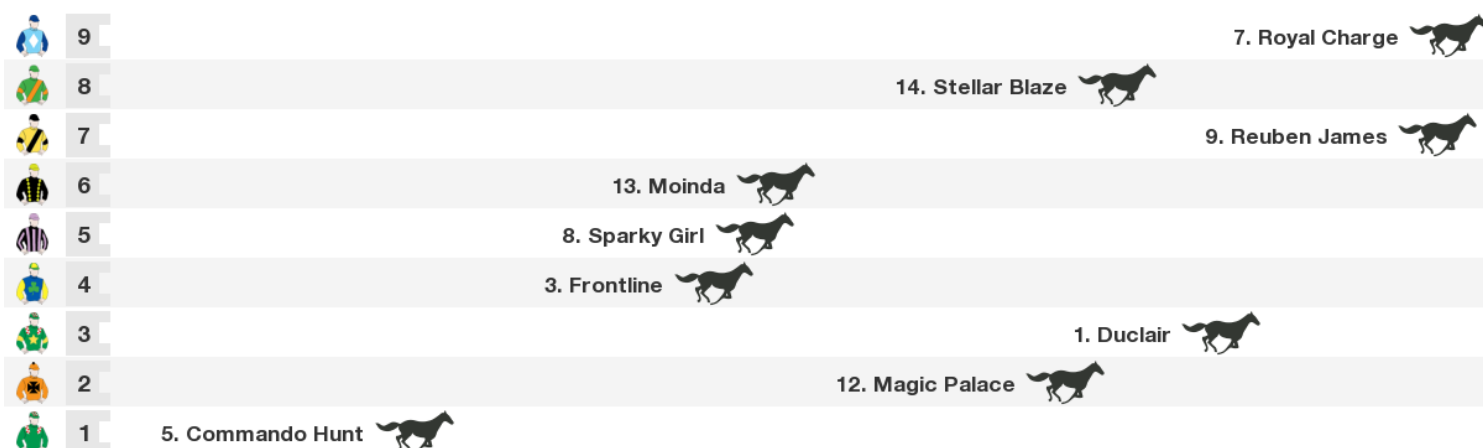 9 7. Royal Charge
8 14. Stellar Blaze
7 9. Reuben James
6 13. Moinda
5 8. Sparky Girl
4 3. Frontline
3 1. Duclair
2 12. Magic Palace
1 5. Commando Hunt